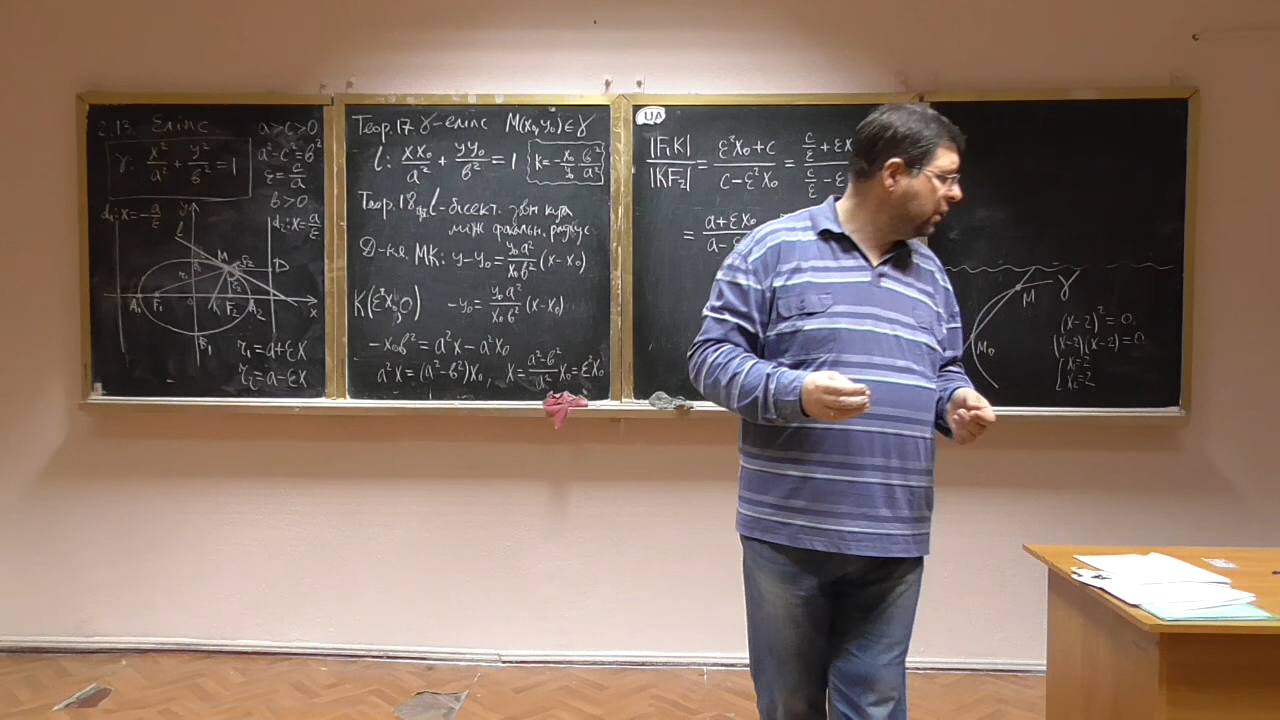 2.13. Еліпс
γ: x²/a² + y²/b² = 1
a>c>0
a²-c²=b²
ε=c/a
b>0.
d₁: x=-a/ε
d₂: x=a/ε
y
l
M
D
r₁
A₁ F₁ 0 K F₂ A₂ x
B₁
r₁=a+εx
r₂=a-εx
Теор. 17 γ-еліпс M(x₀,y₀)∈γ
l: xx₀/a² + yy₀/b² = 1
K=-x₀/y₀ b²/a²
Теор. 18 l-бісект. зовн кута
між фокальн. радіус.
Д-ня. MK: y-y₀=y₀a²/x₀b² (x-x₀)
K(ε²x₀,0) -y₀=y₀a²/x₀b² (x-x₀)
-x₀b²=a²x-a²x₀
a²x=(a²-b²)x₀, x=a²-b²/a² x₀=ε²x₀
UA
|F₁K|/|KF₂| = ε²x₀+c/c-ε²x₀ =
= a+εx₀
M γ
M₀
(x-2)²=0.
(x-2)(x-2)=0
x₁=2
x₂=2